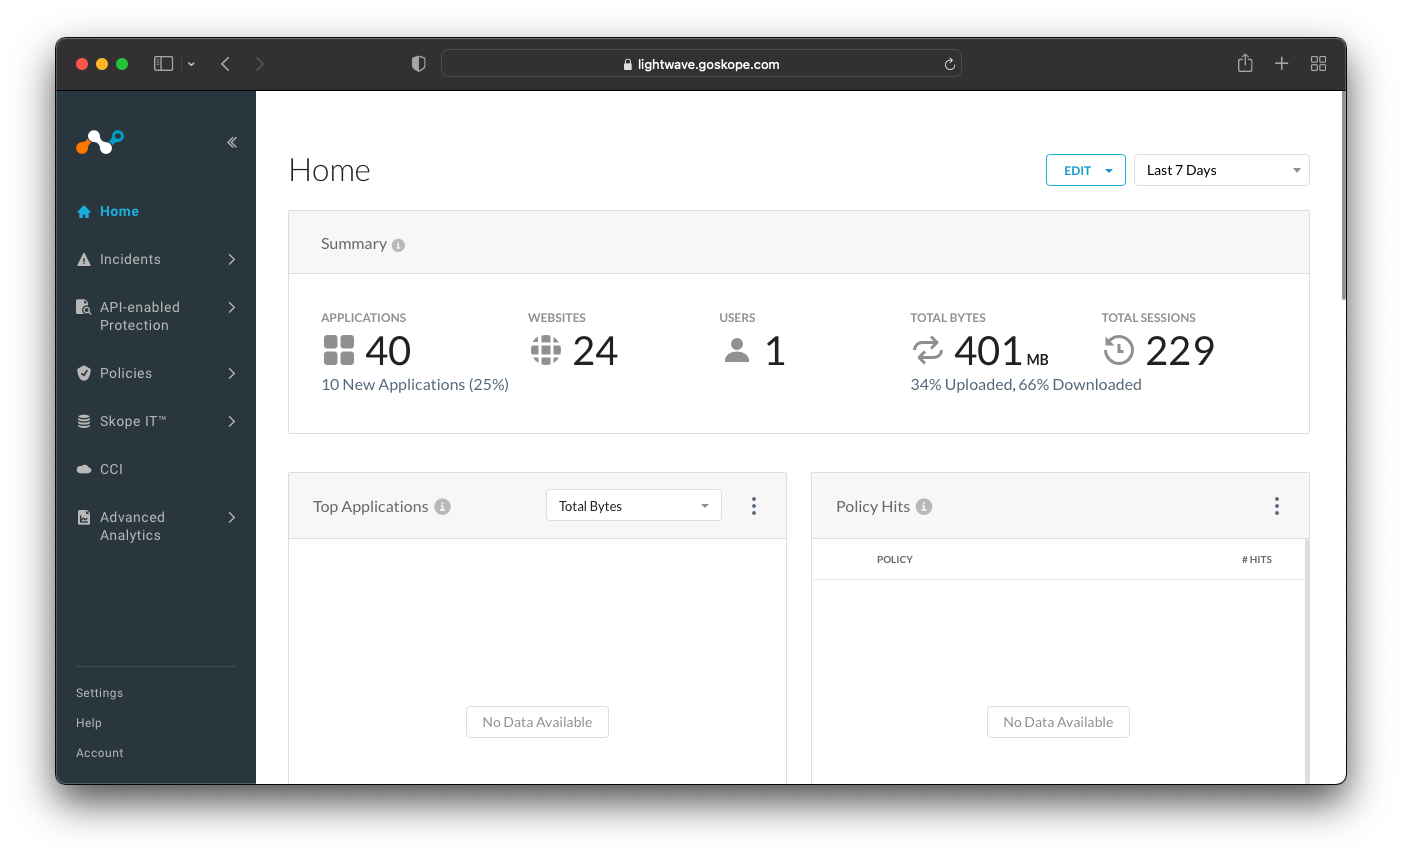 lightwave.goskope.com
Home
Incidents
API-enabled
Protection
Policies
Skope IT™
CCI
Advanced
Analytics
Settings
Help
Account
Home
EDIT
Last 7 Days
Summary
APPLICATIONS
40
10 New Applications (25%)
WEBSITES
24
USERS
1
TOTAL BYTES
401 MB
34% Uploaded, 66% Downloaded
TOTAL SESSIONS
229
Top Applications
Total Bytes
No Data Available
Policy Hits
POLICY # HITS
No Data Available